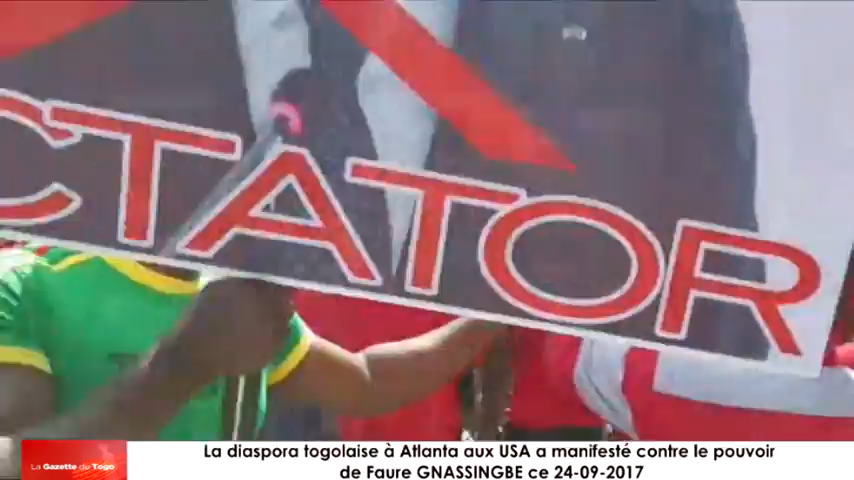 CTATOR
La Gazette du Togo
La diaspora togolaise à Atlanta aux USA a manifesté contre le pouvoir
de Faure GNASSINGBE ce 24-09-2017